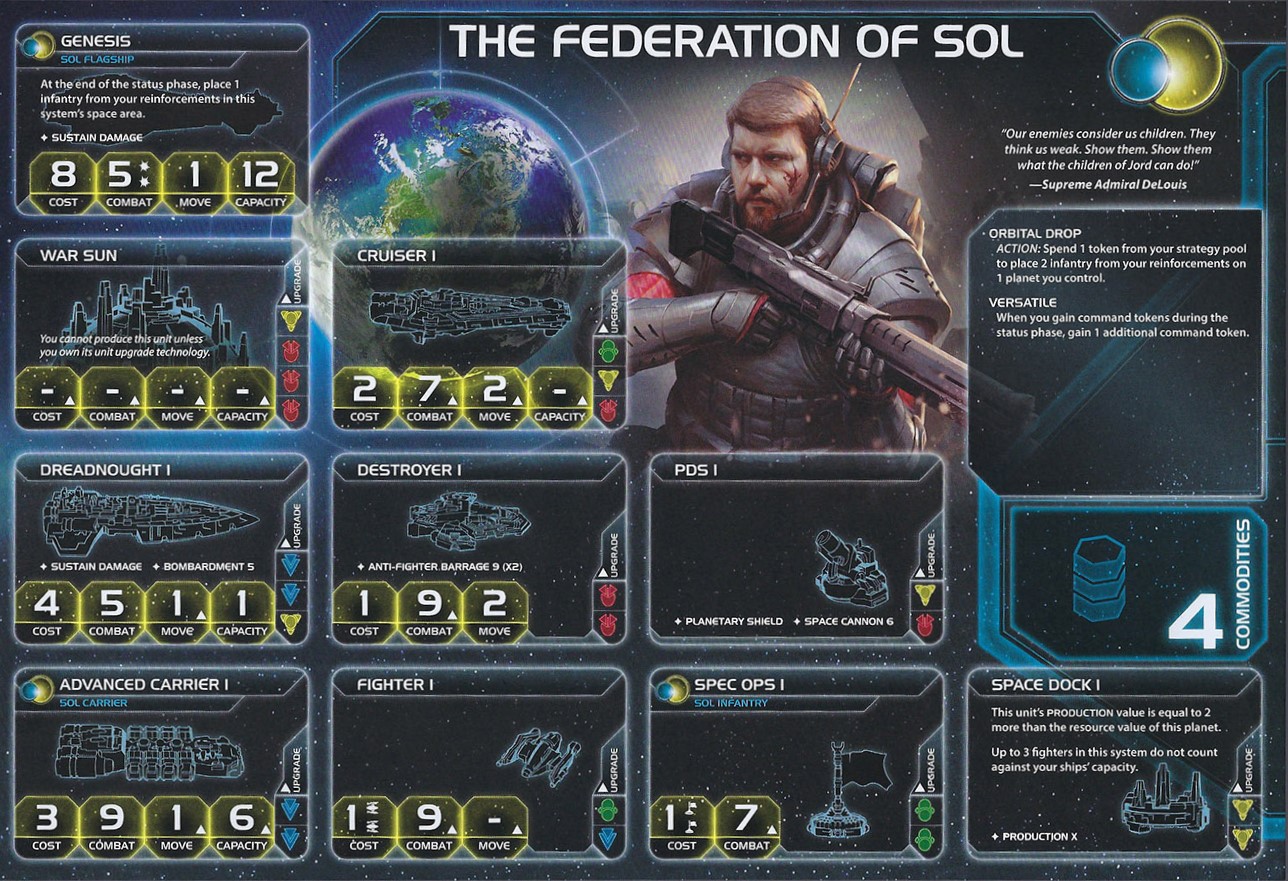 THE FEDERATION OF SOL
GENESIS
SOL FLAGSHIP
At the end of the status phase, place 1
infantry from your reinforcements in this
system's space area.
✦ SUSTAIN DAMAGE
8 5 1 12
COST COMBAT MOVE CAPACITY
"Our enemies consider us children. They
think us weak. Show them. Show them
what the children of Jord can do!"
—Supreme Admiral DeLouis
ORBITAL DROP
ACTION: Spend 1 token from your strategy pool
to place 2 infantry from your reinforcements on
1 planet you control.
VERSATILE
When you gain command tokens during the
status phase, gain 1 additional command token.
WAR SUN
You cannot produce this unit unless
you own its unit upgrade technology.
- - - -
COST COMBAT MOVE CAPACITY
UPGRADE
CRUISER I
2 7 2 -
COST COMBAT MOVE CAPACITY
UPGRADE
DREADNOUGHT I
✦ SUSTAIN DAMAGE ✦ BOMBARDMENT 5
4 5 1 1
COST COMBAT MOVE CAPACITY
UPGRADE
DESTROYER I
✦ ANTI-FIGHTER BARRAGE 9 (X2)
1 9 2
COST COMBAT MOVE
UPGRADE
PDS I
✦ PLANETARY SHIELD ✦ SPACE CANNON 6
UPGRADE
4
COMMODITIES
ADVANCED CARRIER I
SOL CARRIER
3 9 1 6
COST COMBAT MOVE CAPACITY
UPGRADE
FIGHTER I
1 9 -
COST COMBAT MOVE
UPGRADE
SPEC OPS I
SOL INFANTRY
1 7
COST COMBAT
UPGRADE
SPACE DOCK I
This unit's PRODUCTION value is equal to 2
more than the resource value of this planet.
Up to 3 fighters in this system do not count
against your ships' capacity.
✦ PRODUCTION X
UPGRADE